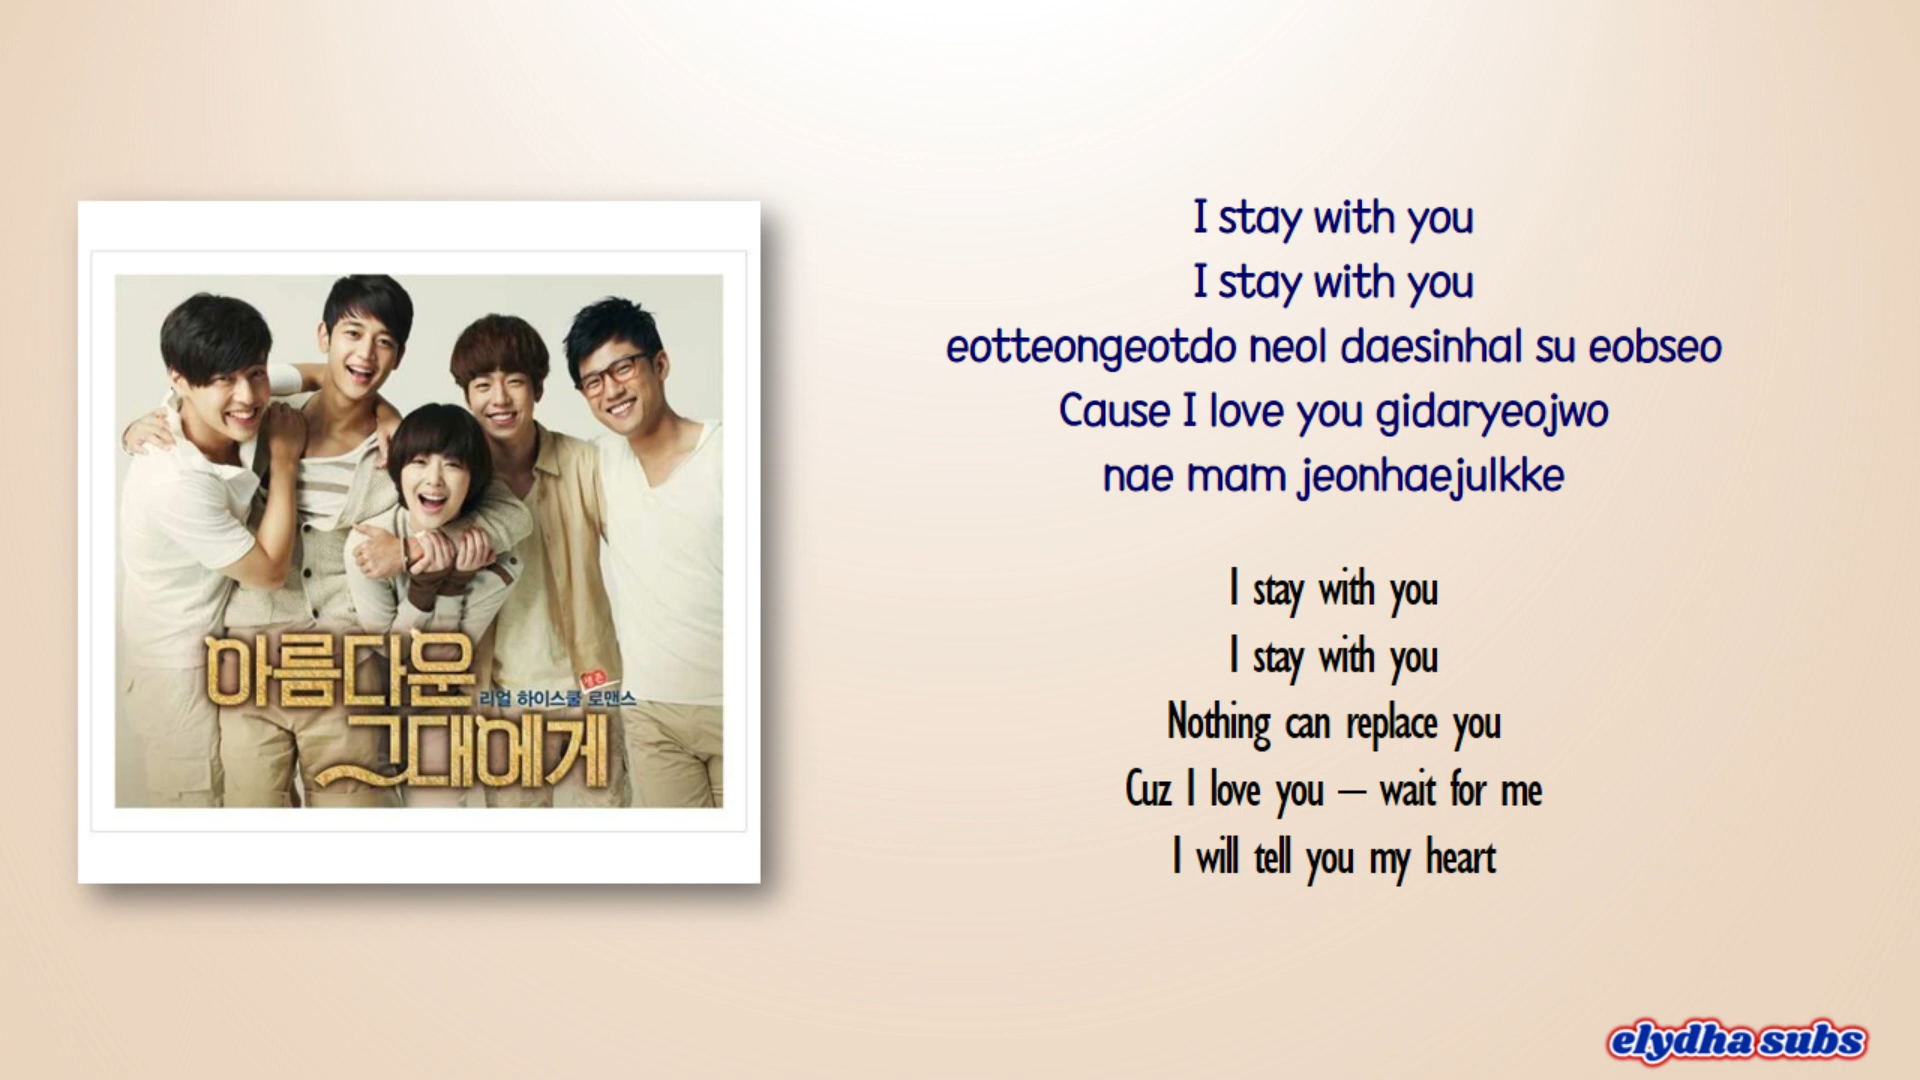 I stay with you
I stay with you
eotteongeotdo neol daesinhal su eobseo
Cause I love you gidaryeojwo
nae mam jeonhaejulkke
I stay with you
I stay with you
Nothing can replace you
Cuz I love you – wait for me
I will tell you my heart
아름다운
생존
리얼 하이스쿨 로맨스
그대에게
elydha subs